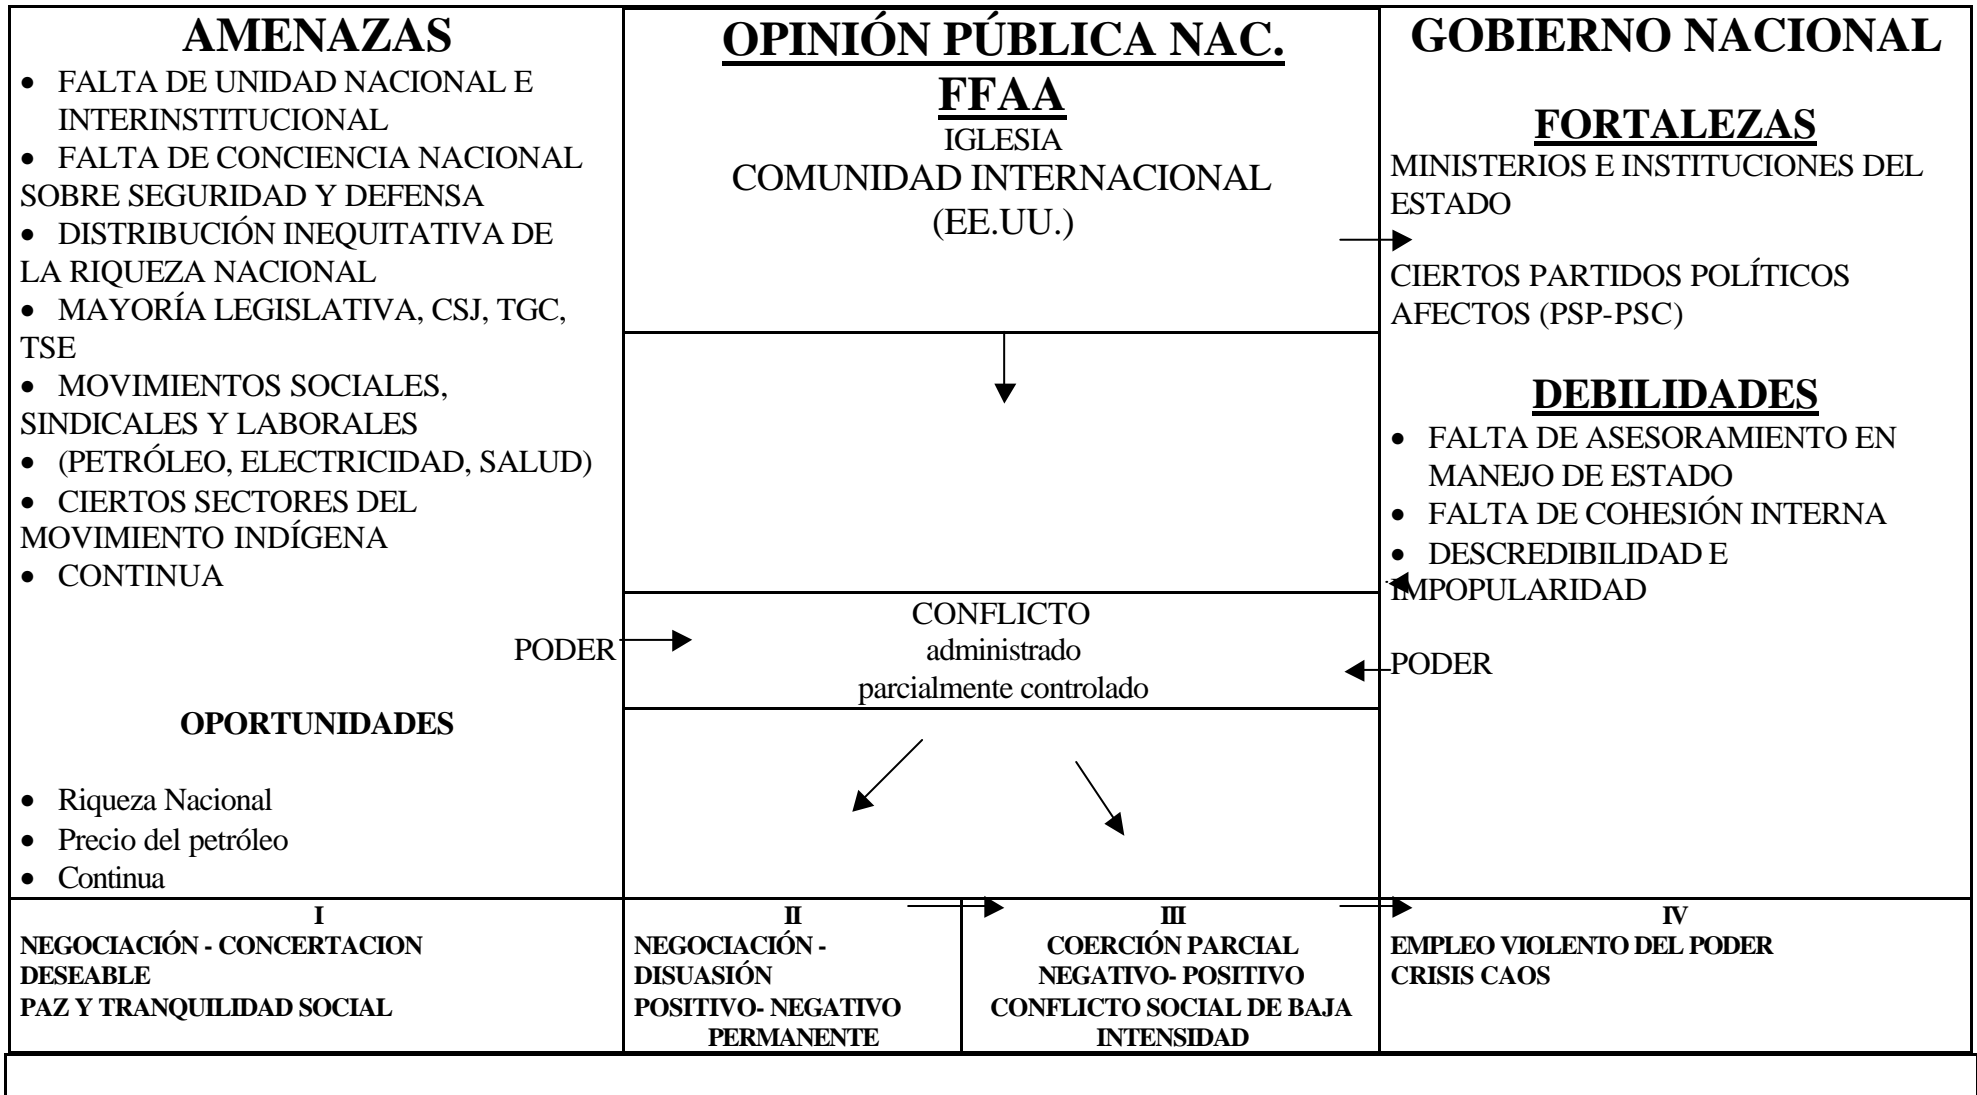 AMENAZAS
• FALTA DE UNIDAD NACIONAL E
INTERINSTITUCIONAL
• FALTA DE CONCIENCIA NACIONAL
SOBRE SEGURIDAD Y DEFENSA
• DISTRIBUCIÓN INEQUITATIVA DE
LA RIQUEZA NACIONAL
• MAYORÍA LEGISLATIVA, CSJ, TGC,
TSE
• MOVIMIENTOS SOCIALES,
SINDICALES Y LABORALES
• (PETRÓLEO, ELECTRICIDAD, SALUD)
• CIERTOS SECTORES DEL
MOVIMIENTO INDÍGENA
• CONTINUA
PODER
OPORTUNIDADES
• Riqueza Nacional
• Precio del petróleo
• Continua
OPINIÓN PÚBLICA NAC.
FFAA
IGLESIA
COMUNIDAD INTERNACIONAL
(EE.UU.)
CONFLICTO
administrado
parcialmente controlado
GOBIERNO NACIONAL
FORTALEZAS
MINISTERIOS E INSTITUCIONES DEL
ESTADO
CIERTOS PARTIDOS POLÍTICOS
AFECTOS (PSP-PSC)
DEBILIDADES
• FALTA DE ASESORAMIENTO EN
MANEJO DE ESTADO
• FALTA DE COHESIÓN INTERNA
• DESCREDIBILIDAD E
IMPOPULARIDAD
PODER
I
NEGOCIACIÓN - CONCERTACION
DESEABLE
PAZ Y TRANQUILIDAD SOCIAL
II
NEGOCIACIÓN -
DISUASIÓN
POSITIVO- NEGATIVO
PERMANENTE
III
COERCIÓN PARCIAL
NEGATIVO- POSITIVO
CONFLICTO SOCIAL DE BAJA
INTENSIDAD
IV
EMPLEO VIOLENTO DEL PODER
CRISIS CAOS